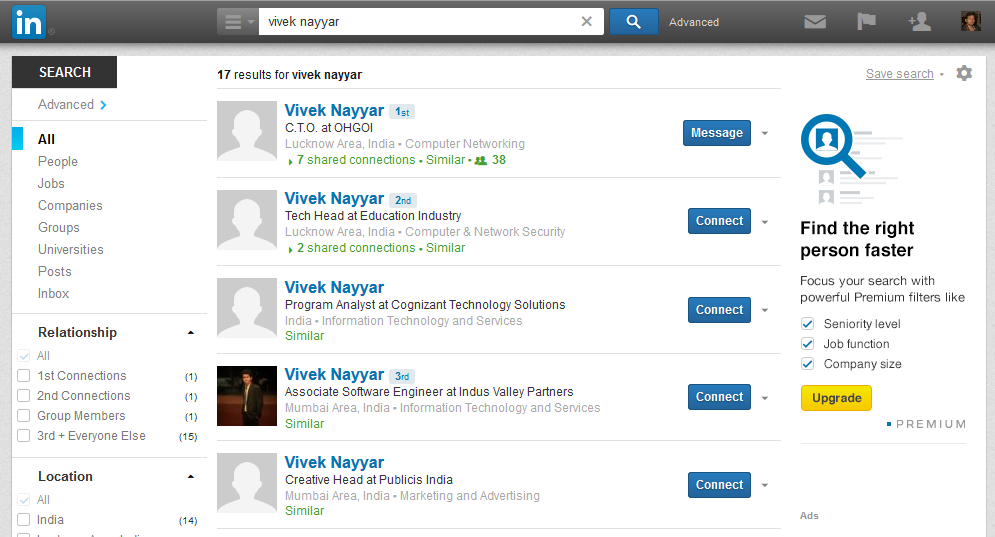 in
vivek nayyar
Advanced
SEARCH
Advanced
All
People
Jobs
Companies
Groups
Universities
Posts
Inbox
Relationship
All
1st Connections (1)
2nd Connections (1)
Group Members (1)
3rd + Everyone Else (15)
Location
All
India (14)
17 results for vivek nayyar
Save search
Vivek Nayyar 1st
C.T.O. at OHGOI
Lucknow Area, India • Computer Networking
7 shared connections • Similar • 38
Message
Vivek Nayyar 2nd
Tech Head at Education Industry
Lucknow Area, India • Computer & Network Security
2 shared connections • Similar
Connect
Vivek Nayyar
Program Analyst at Cognizant Technology Solutions
India • Information Technology and Services
Similar
Connect
Vivek Nayyar 3rd
Associate Software Engineer at Indus Valley Partners
Mumbai Area, India • Information Technology and Services
Similar
Connect
Vivek Nayyar
Creative Head at Publicis India
Mumbai Area, India • Marketing and Advertising
Similar
Connect
Find the right
person faster
Focus your search with
powerful Premium filters like
Seniority level
Job function
Company size
Upgrade
PREMIUM
Ads